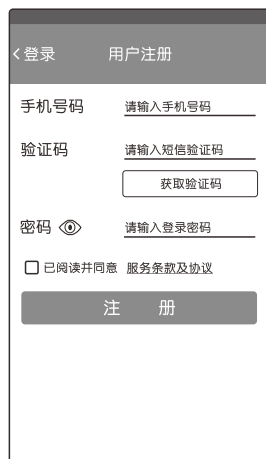 <登录 用户注册
手机号码 请输入手机号码
验证码 请输入短信验证码
获取验证码
密码 请输入登录密码
已阅读并同意 服务条款及协议
注 册